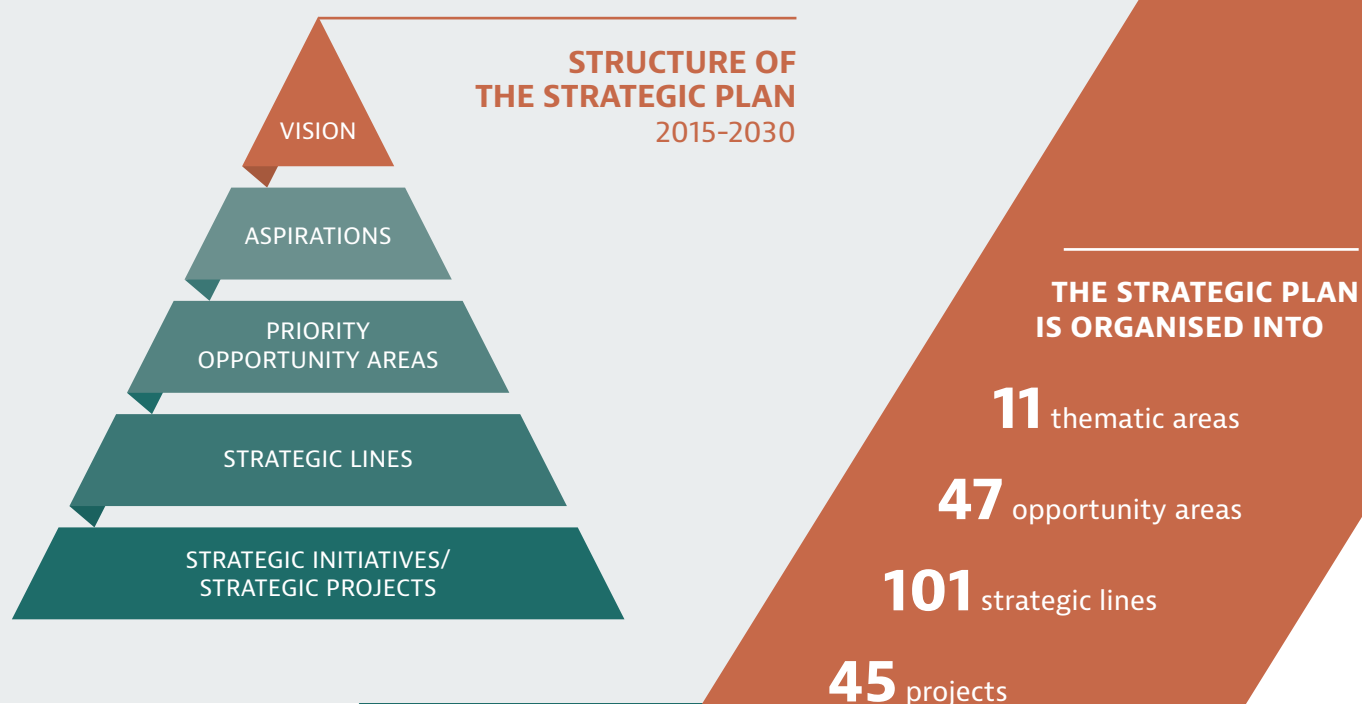 STRUCTURE OF
THE STRATEGIC PLAN
2015-2030
VISION
ASPIRATIONS
PRIORITY
OPPORTUNITY AREAS
STRATEGIC LINES
STRATEGIC INITIATIVES/
STRATEGIC PROJECTS
THE STRATEGIC PLAN
IS ORGANISED INTO
11 thematic areas
47 opportunity areas
101 strategic lines
45 projects